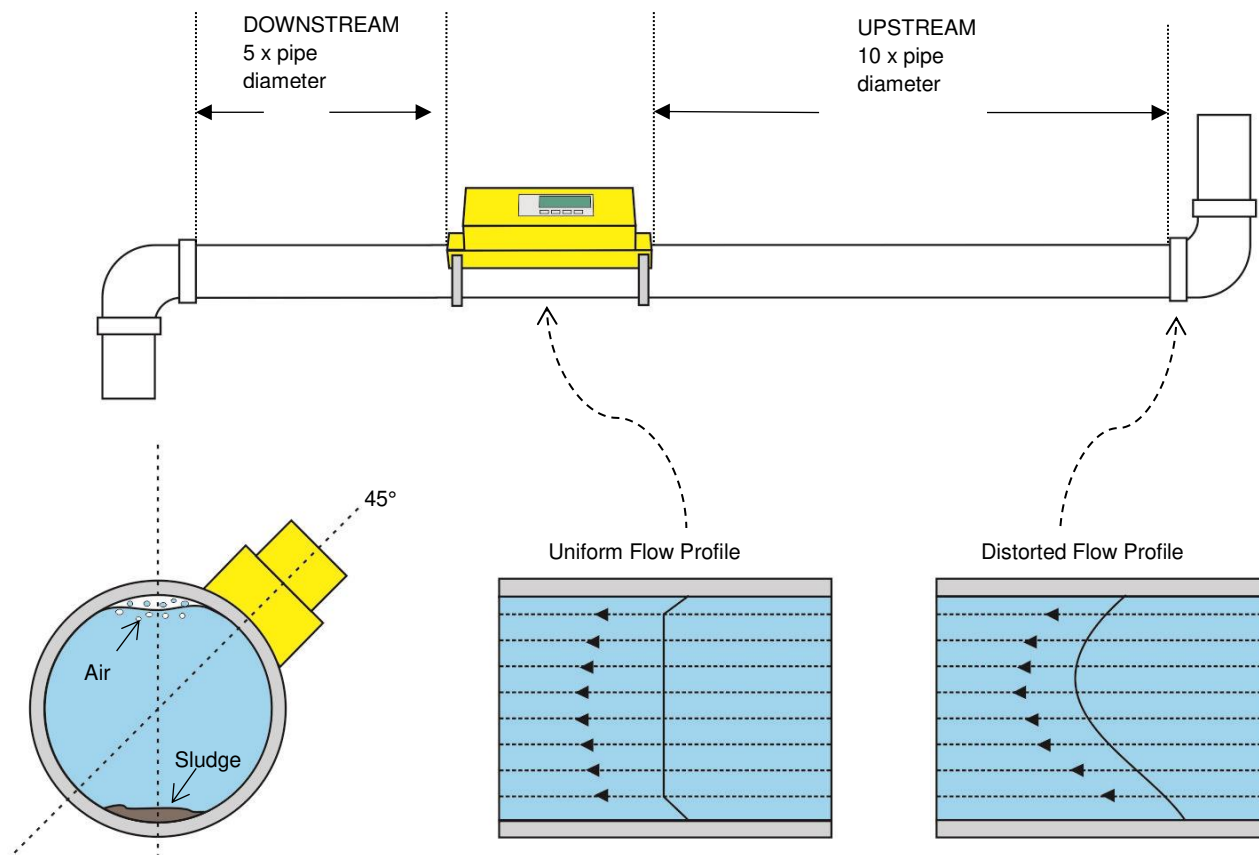 DOWNSTREAM
5 x pipe
diameter
UPSTREAM
10 x pipe
diameter
45°
Air
Sludge
Uniform Flow Profile
Distorted Flow Profile